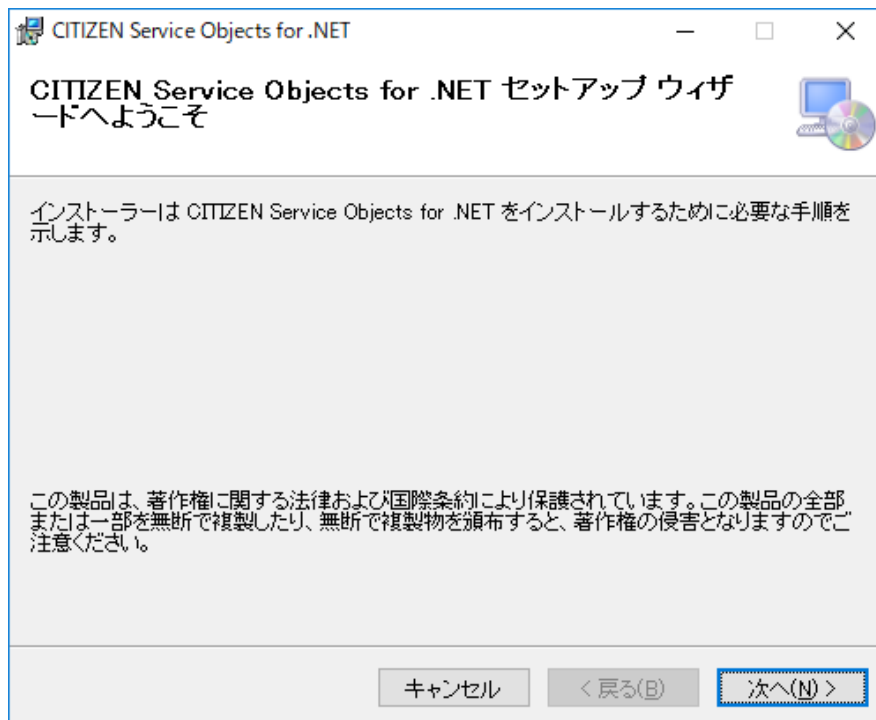 CITIZEN Service Objects for .NET
CITIZEN Service Objects for .NET セットアップ ウィザ
ードへようこそ
インストーラーは CITIZEN Service Objects for .NET をインストールするために必要な手順を
示します。
この製品は、著作権に関する法律および国際条約により保護されています。この製品の全部
または一部を無断で複製したり、無断で複製物を頒布すると、著作権の侵害となりますのでご
注意ください。
キャンセル < 戻る(B) 次へ(N) >